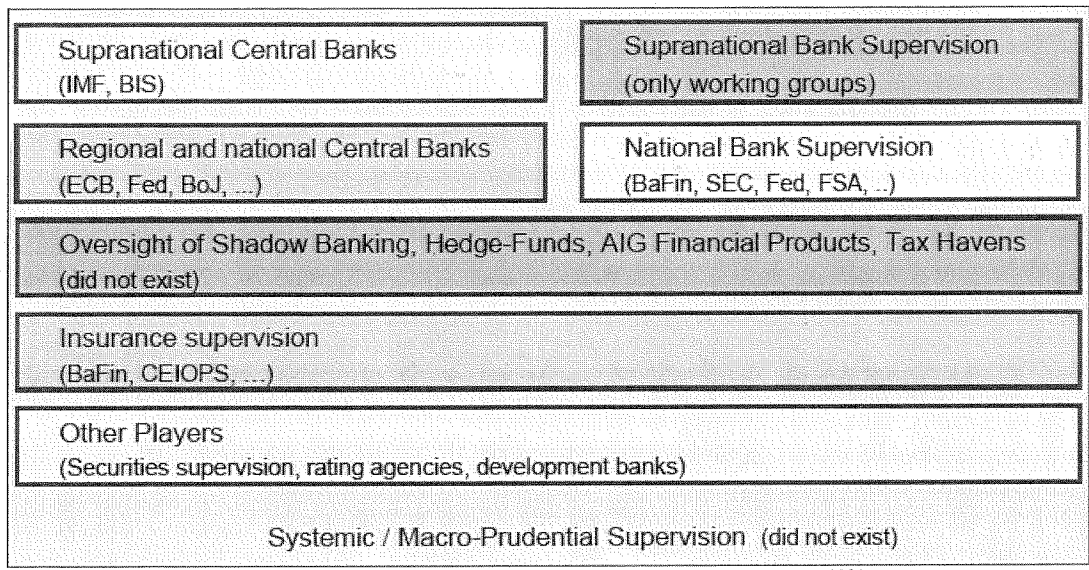 Supranational Central Banks
(IMF, BIS)
Supranational Bank Supervision
(only working groups)
Regional and national Central Banks
(ECB, Fed, BoJ, ...)
National Bank Supervision
(BaFin, SEC, Fed, FSA, ..)
Oversight of Shadow Banking, Hedge-Funds, AIG Financial Products, Tax Havens
(did not exist)
Insurance supervision
(BaFin, CEIOPS, ...)
Other Players
(Securities supervision, rating agencies, development banks)
Systemic / Macro-Prudential Supervision (did not exist)